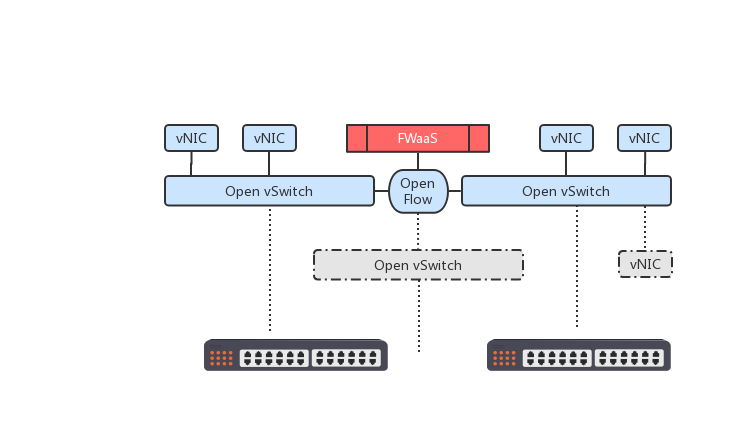 vNIC
vNIC
FWaaS
vNIC
vNIC
Open vSwitch
Open
Flow
Open vSwitch
Open vSwitch
vNIC